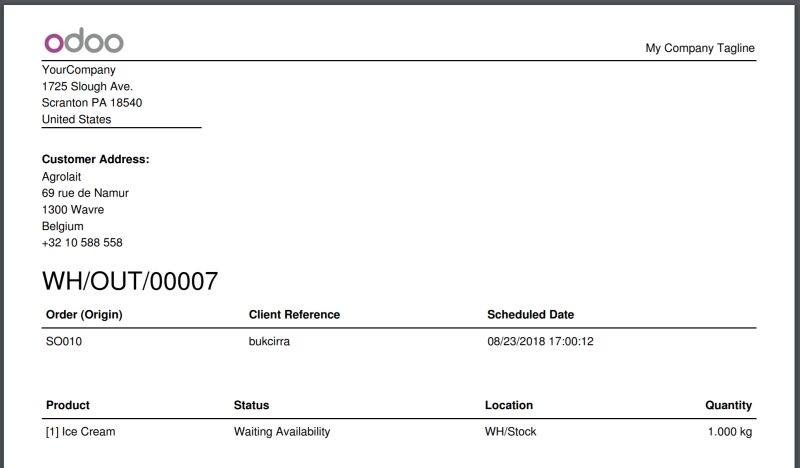 odoo
My Company Tagline
YourCompany
1725 Slough Ave.
Scranton PA 18540
United States
Customer Address:
Agrolait
69 rue de Namur
1300 Wavre
Belgium
+32 10 588 558
WH/OUT/00007
Order (Origin) Client Reference Scheduled Date
SO010 bukcirra 08/23/2018 17:00:12
Product Status Location Quantity
[1] Ice Cream Waiting Availability WH/Stock 1.000 kg